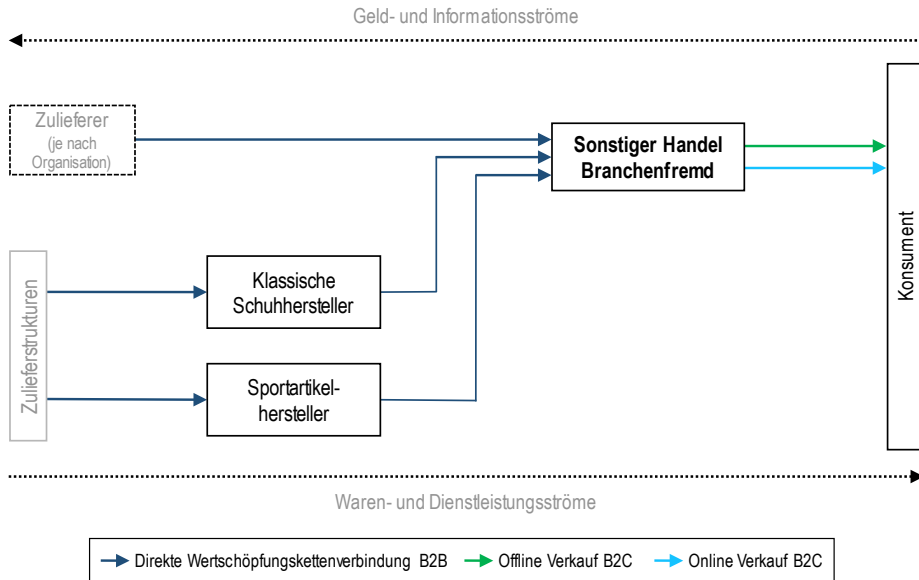 Geld- und Informationsströme
Zulieferer
(je nach
Organisation)
Sonstiger Handel
Branchenfremd
Konsument
Zulieferstrukturen
Klassische
Schuhhersteller
Sportartikel-
hersteller
Waren- und Dienstleistungsströme
Direkte Wertschöpfungskettenverbindung B2B
Offline Verkauf B2C
Online Verkauf B2C